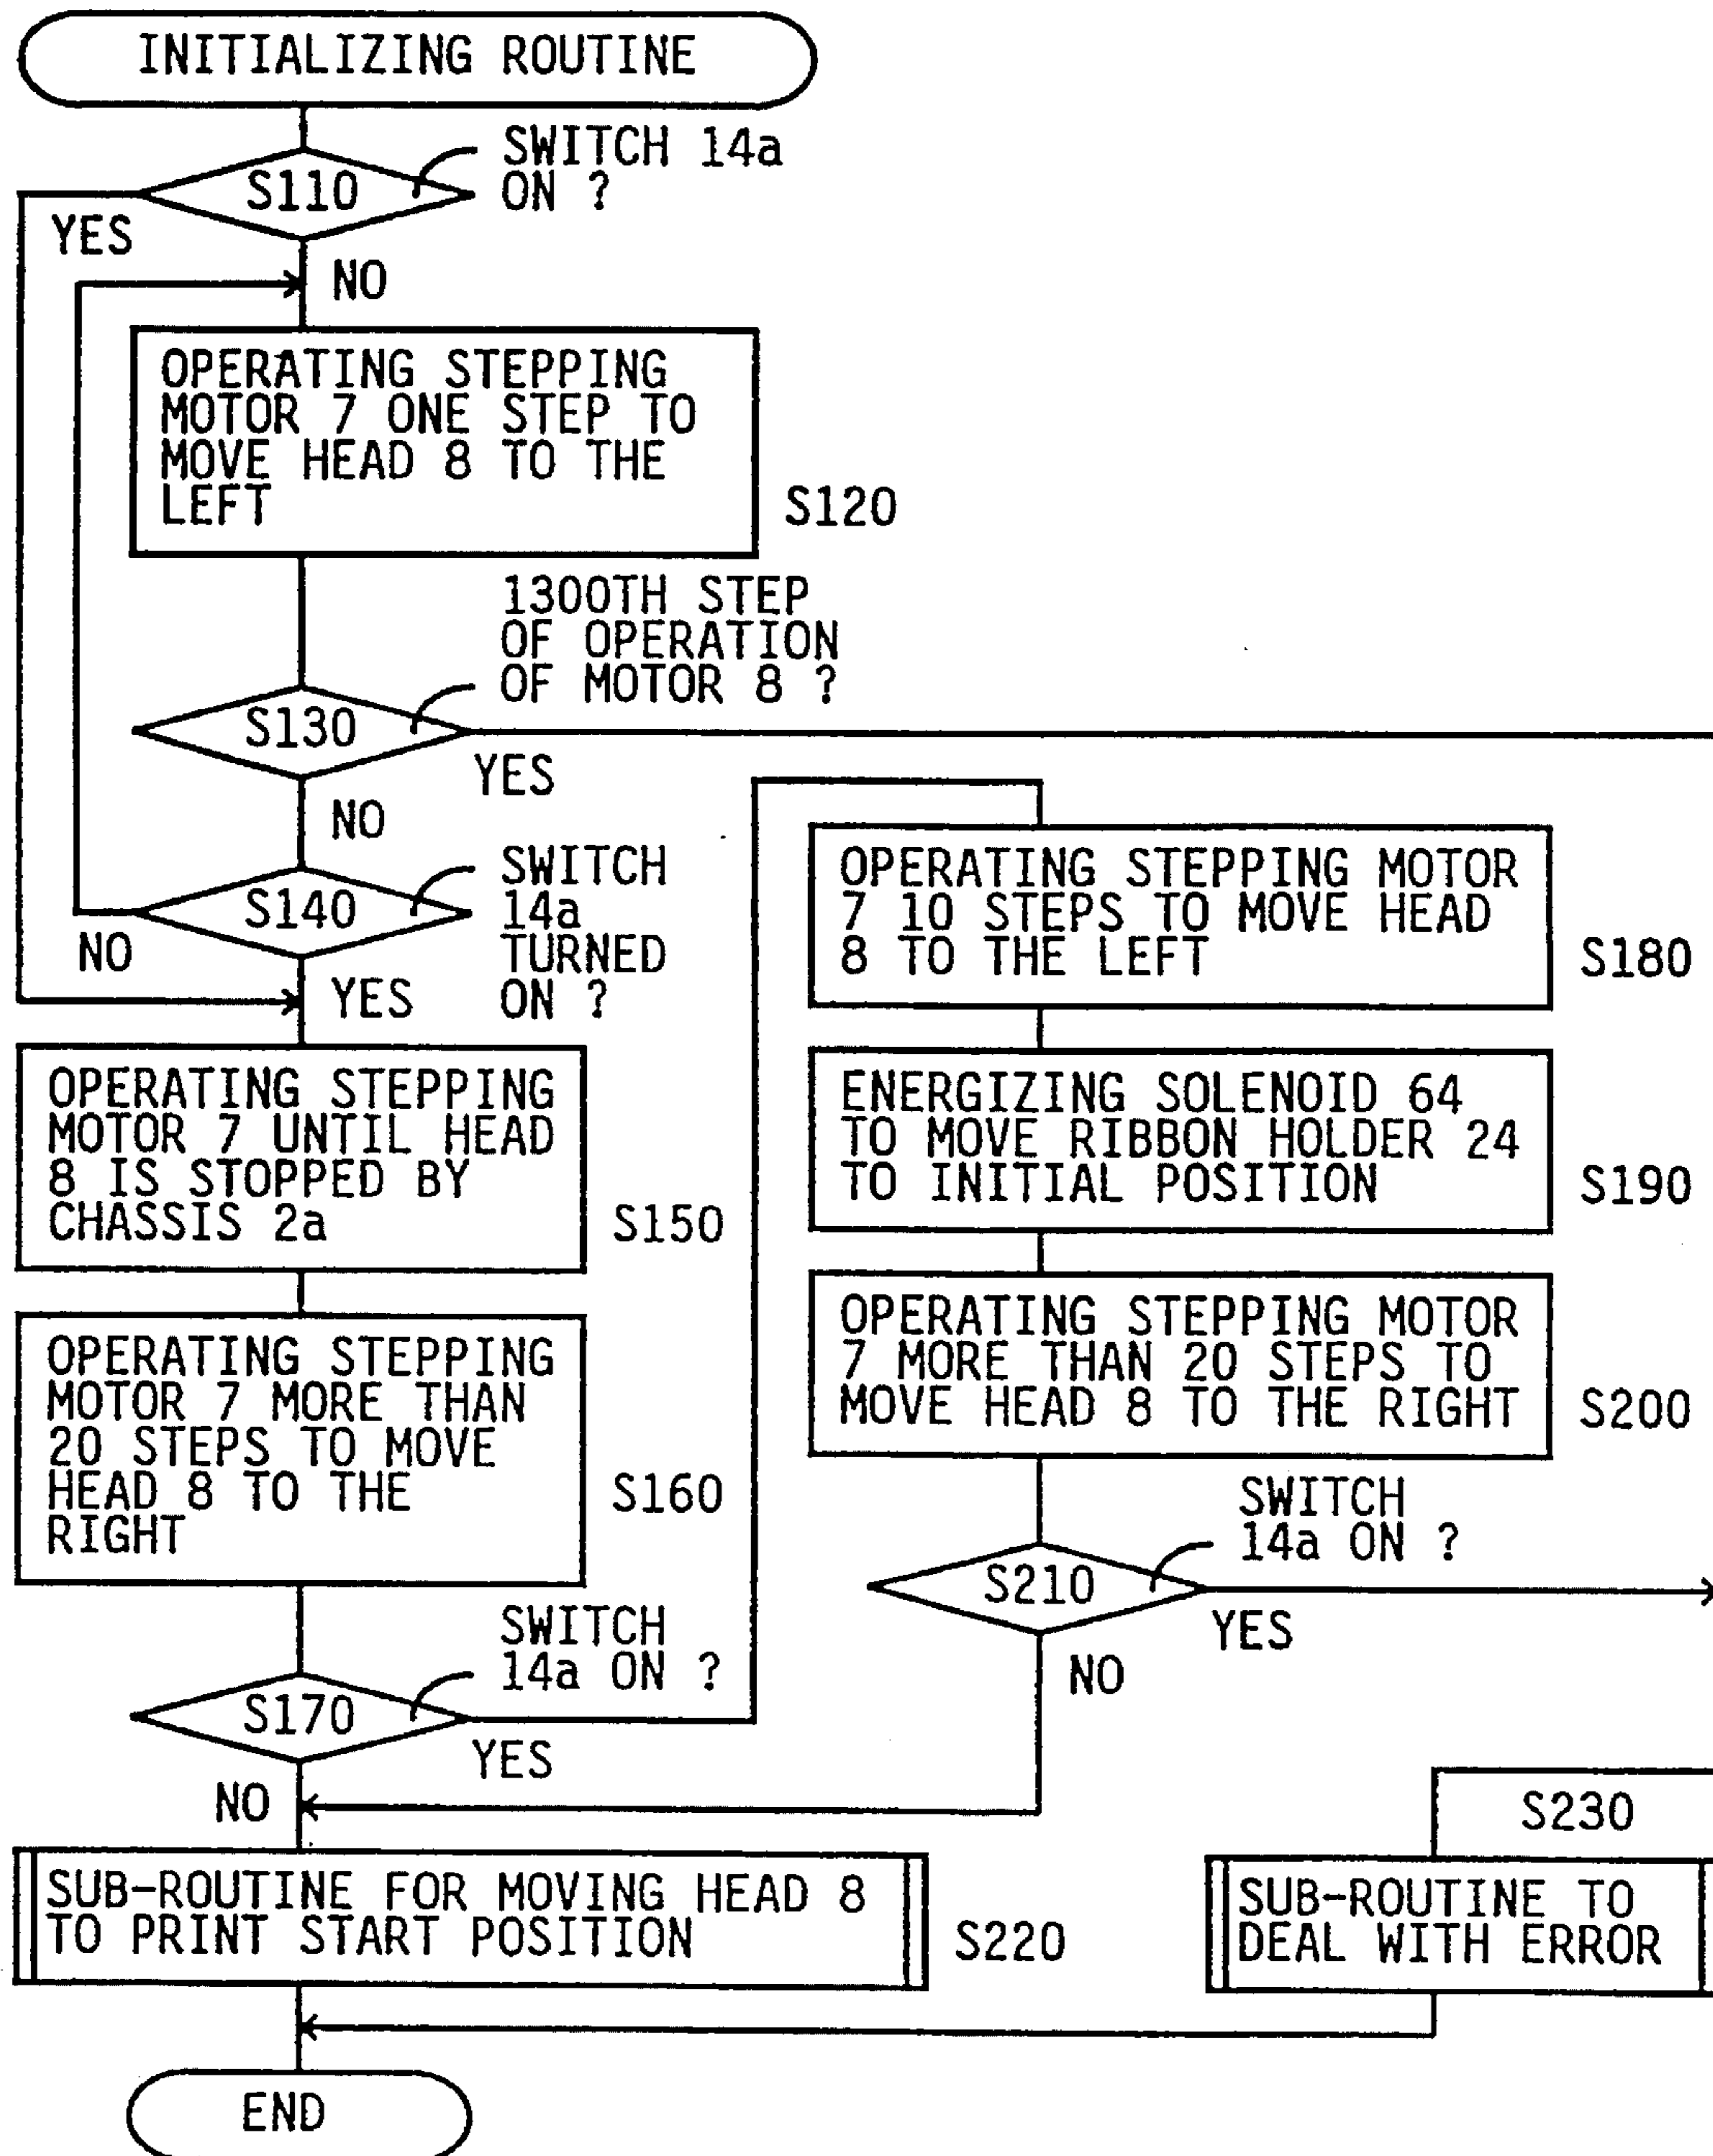 INITIALIZING ROUTINE
SWITCH 14a
ON ?
S110
YES
NO
OPERATING STEPPING
MOTOR 7 ONE STEP TO
MOVE HEAD 8 TO THE
LEFT
S120
1300TH STEP
OF OPERATION
OF MOTOR 8 ?
S130
YES
NO
SWITCH
14a
TURNED
ON ?
S140
NO
YES
OPERATING STEPPING
MOTOR 7 UNTIL HEAD
8 IS STOPPED BY
CHASSIS 2a
S150
OPERATING STEPPING
MOTOR 7 MORE THAN
20 STEPS TO MOVE
HEAD 8 TO THE
RIGHT
S160
SWITCH
14a ON ?
S170
YES
NO
OPERATING STEPPING MOTOR
7 10 STEPS TO MOVE HEAD
8 TO THE LEFT
S180
ENERGIZING SOLENOID 64
TO MOVE RIBBON HOLDER 24
TO INITIAL POSITION
S190
OPERATING STEPPING MOTOR
7 MORE THAN 20 STEPS TO
MOVE HEAD 8 TO THE RIGHT
S200
SWITCH
14a ON ?
S210
YES
NO
SUB-ROUTINE FOR MOVING HEAD 8
TO PRINT START POSITION
S220
S230
SUB-ROUTINE TO
DEAL WITH ERROR
END